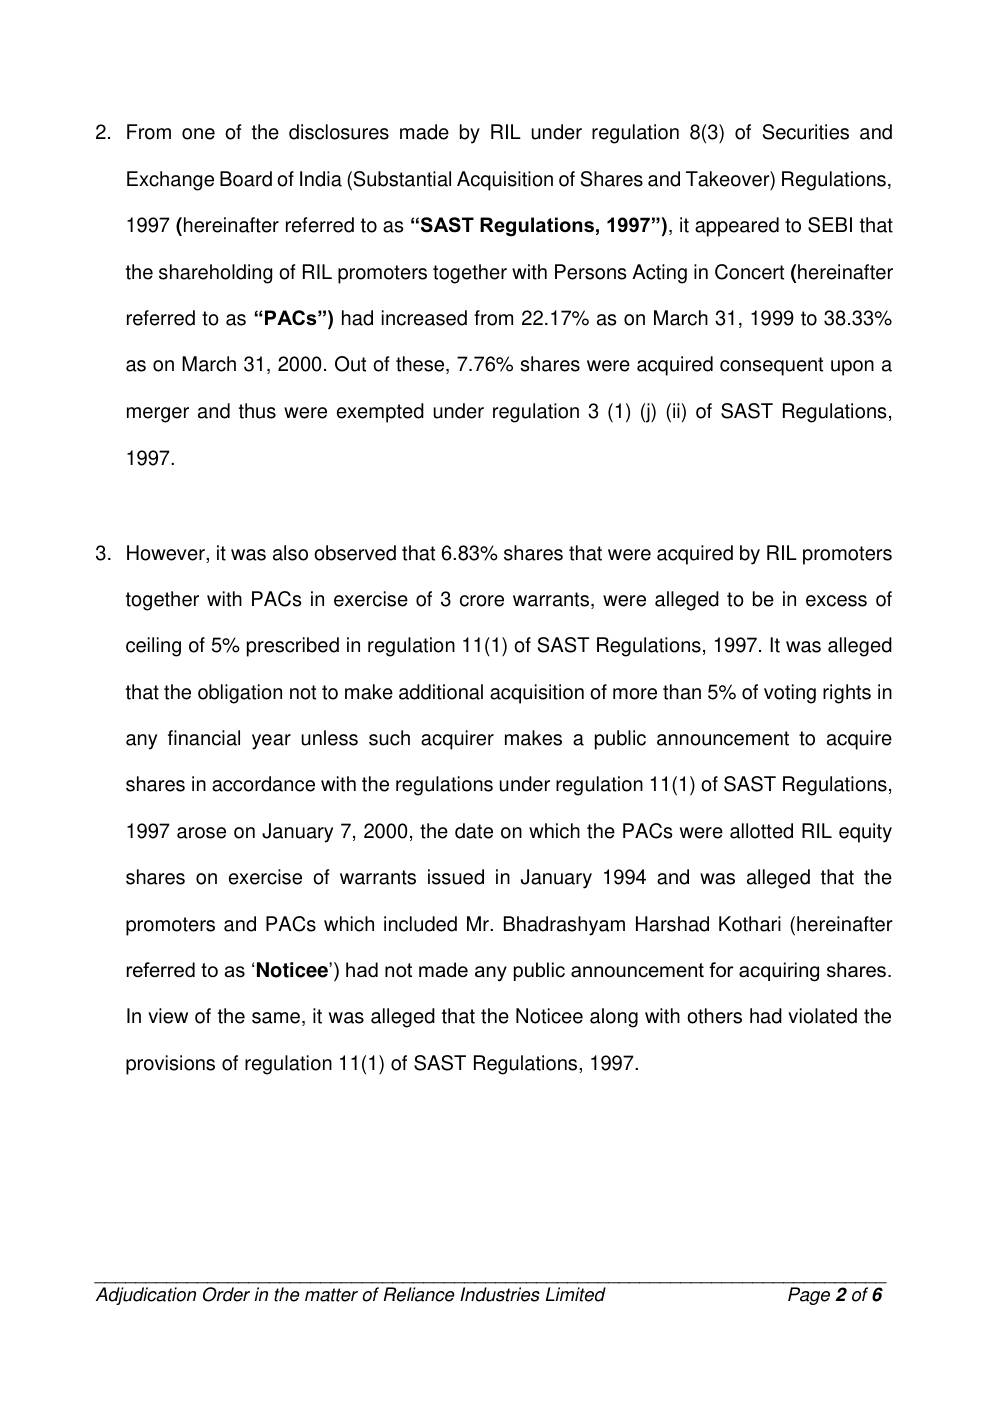 2. From one of the disclosures made by RIL under regulation 8(3) of Securities and
Exchange Board of India (Substantial Acquisition of Shares and Takeover) Regulations,
1997 (hereinafter referred to as “SAST Regulations, 1997”), it appeared to SEBI that
the shareholding of RIL promoters together with Persons Acting in Concert (hereinafter
referred to as “PACs”) had increased from 22.17% as on March 31, 1999 to 38.33%
as on March 31, 2000. Out of these, 7.76% shares were acquired consequent upon a
merger and thus were exempted under regulation 3 (1) (j) (ii) of SAST Regulations,
1997.
3. However, it was also observed that 6.83% shares that were acquired by RIL promoters
together with PACs in exercise of 3 crore warrants, were alleged to be in excess of
ceiling of 5% prescribed in regulation 11(1) of SAST Regulations, 1997. It was alleged
that the obligation not to make additional acquisition of more than 5% of voting rights in
any financial year unless such acquirer makes a public announcement to acquire
shares in accordance with the regulations under regulation 11(1) of SAST Regulations,
1997 arose on January 7, 2000, the date on which the PACs were allotted RIL equity
shares on exercise of warrants issued in January 1994 and was alleged that the
promoters and PACs which included Mr. Bhadrashyam Harshad Kothari (hereinafter
referred to as ‘Noticee’) had not made any public announcement for acquiring shares.
In view of the same, it was alleged that the Noticee along with others had violated the
provisions of regulation 11(1) of SAST Regulations, 1997.
Adjudication Order in the matter of Reliance Industries Limited Page 2 of 6